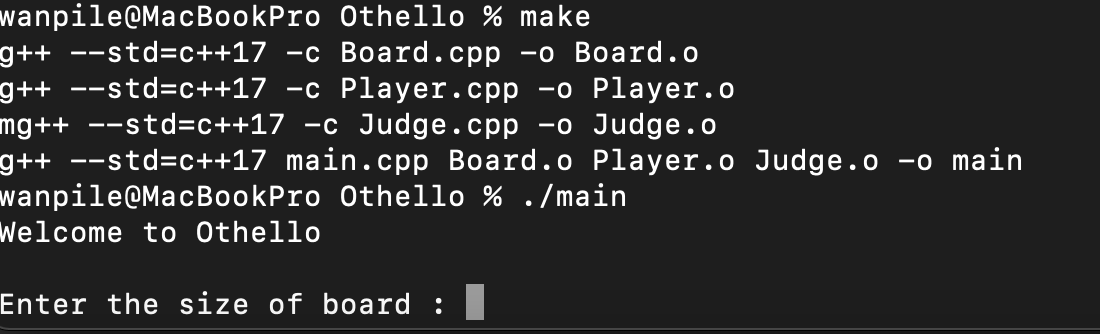 wanpile@MacBookPro Othello % make
g++ --std=c++17 -c Board.cpp -o Board.o
g++ --std=c++17 -c Player.cpp -o Player.o
mg++ --std=c++17 -c Judge.cpp -o Judge.o
g++ --std=c++17 main.cpp Board.o Player.o Judge.o -o main
wanpile@MacBookPro Othello % ./main
Welcome to Othello
Enter the size of board :